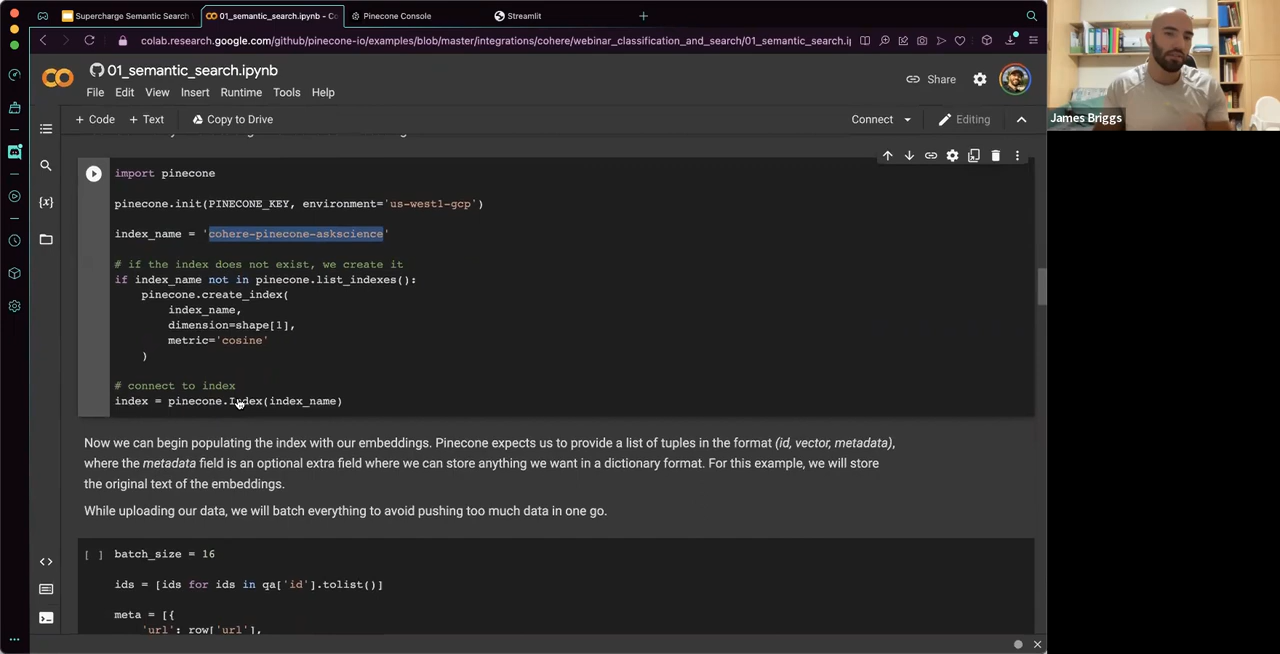 Supercharge Semantic Search
01_semantic_search.ipynb - Co
Pinecone Console
Streamlit
colab.research.google.com/github/pinecone-io/examples/blob/master/integrations/cohere/webinar_classification_and_search/01_semantic_search.i
01_semantic_search.ipynb
Share
File Edit View Insert Runtime Tools Help
+ Code + Text Copy to Drive
Connect
Editing
James Briggs
import pinecone
pinecone.init(PINECONE_KEY, environment='us-west1-gcp')
index_name = 'cohere-pinecone-askscience'
# if the index does not exist, we create it
if index_name not in pinecone.list_indexes():
pinecone.create_index(
index_name,
dimension=shape[1],
metric='cosine'
)
# connect to index
index = pinecone.Index(index_name)
Now we can begin populating the index with our embeddings. Pinecone expects us to provide a list of tuples in the format (id, vector, metadata),
where the metadata field is an optional extra field where we can store anything we want in a dictionary format. For this example, we will store
the original text of the embeddings.
While uploading our data, we will batch everything to avoid pushing too much data in one go.
[ ] batch_size = 16
ids = [ids for ids in qa['id'].tolist()]
meta = [{
'url': row['url'],